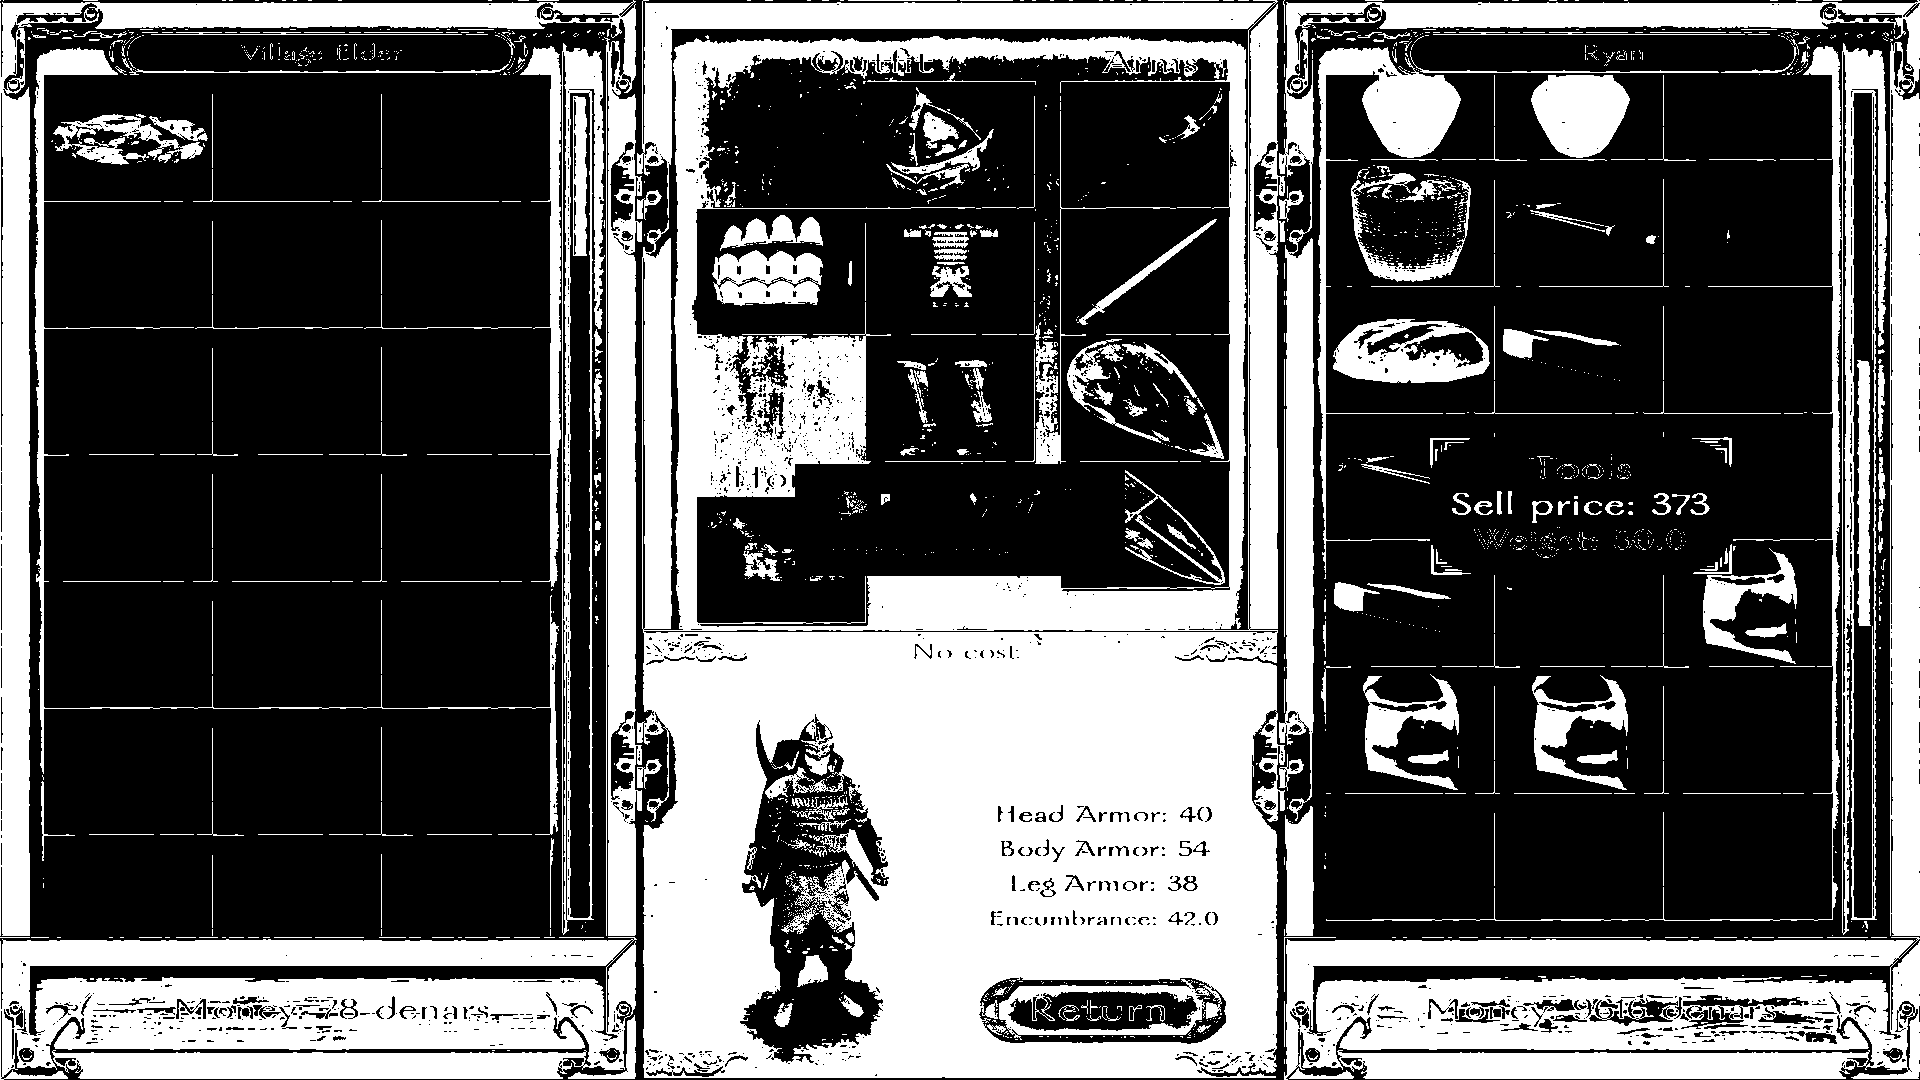 Village Elder
Outfit
Arms
Ryan
Tools
Sell price: 373
Weight: 30.0
No cost
Head Armor: 40
Body Armor: 54
Leg Armor: 38
Encumbrance: 42.0
Return
Money: 78 denars
Money: 9616 denars